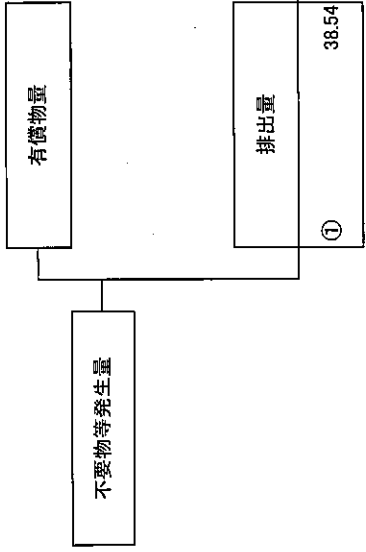 不要物等発生量
有償物量
排出量
① 38.54